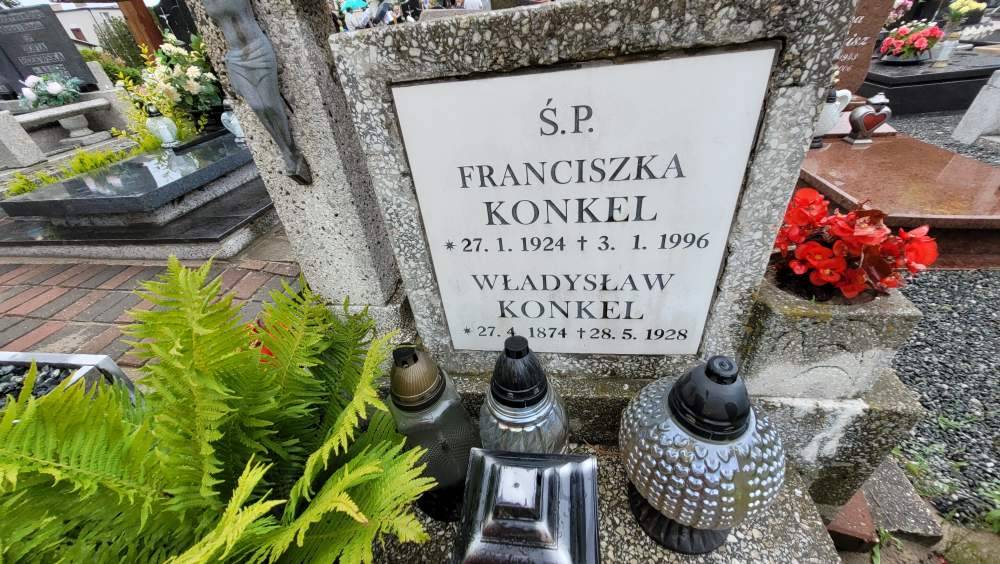 Ś.P.
FRANCISZKA
KONKEL
* 27. 1. 1924 † 3. 1. 1996
WŁADYSŁAW
KONKEL
* 27. 4. 1874 † 28. 5. 1928